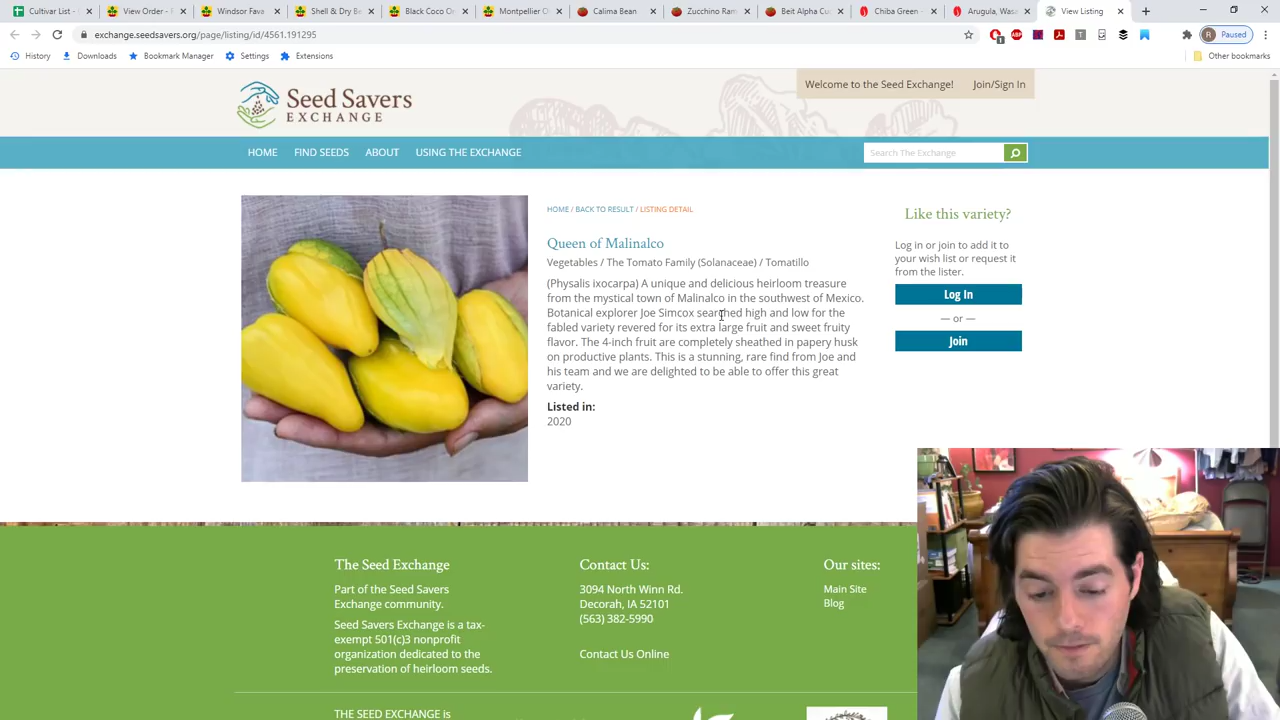 Cultivar List -
View Order - R
Windsor Fava
Shell & Dry Be
Black Coco Or
Montpellier C
Calima Bean
Zucchino Ram
Beit Alpha Cu
Chiba Green -
Arugula, Wase
View Listing
exchange.seedsavers.org/page/listing/id/4561.191295
Paused
History
Downloads
Bookmark Manager
Settings
Extensions
Other bookmarks
Seed Savers
EXCHANGE
Welcome to the Seed Exchange!
Join/Sign In
HOME
FIND SEEDS
ABOUT
USING THE EXCHANGE
Search The Exchange
HOME / BACK TO RESULT / LISTING DETAIL
Queen of Malinalco
Vegetables / The Tomato Family (Solanaceae) / Tomatillo
(Physalis ixocarpa) A unique and delicious heirloom treasure
from the mystical town of Malinalco in the southwest of Mexico.
Botanical explorer Joe Simcox searched high and low for the
fabled variety revered for its extra large fruit and sweet fruity
flavor. The 4-inch fruit are completely sheathed in papery husk
on productive plants. This is a stunning, rare find from Joe and
his team and we are delighted to be able to offer this great
variety.
Listed in:
2020
Like this variety?
Log in or join to add it to
your wish list or request it
from the lister.
Log In
— or —
Join
The Seed Exchange
Part of the Seed Savers
Exchange community.
Seed Savers Exchange is a tax-
exempt 501(c)3 nonprofit
organization dedicated to the
preservation of heirloom seeds.
Contact Us:
3094 North Winn Rd.
Decorah, IA 52101
(563) 382-5990
Contact Us Online
Our sites:
Main Site
Blog
THE SEED EXCHANGE is